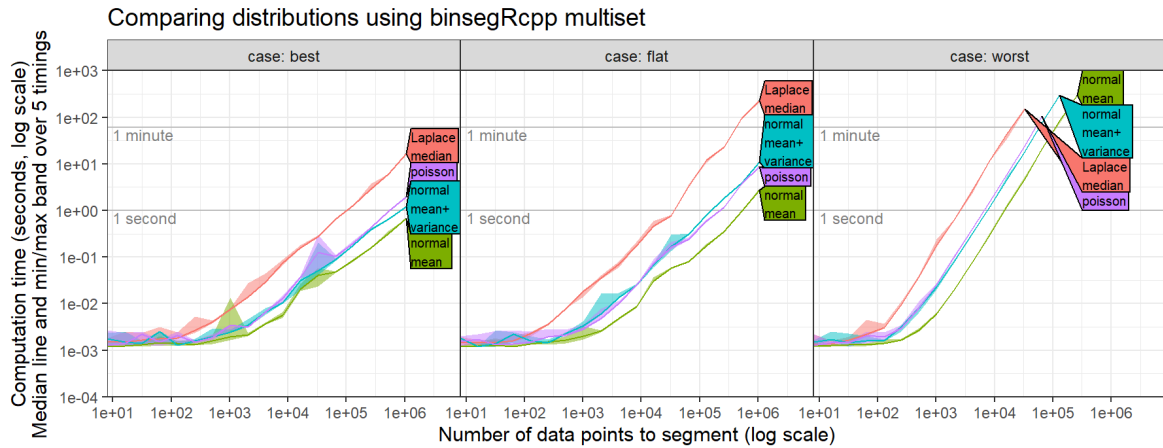 Comparing distributions using binsegRcpp multiset
case: best
case: flat
case: worst
Computation time (seconds, log scale)
Median line and min/max band over 5 timings
1e+03
1e+02
1e+01
1e+00
1e-01
1e-02
1e-03
1e-04
1 minute
1 second
Laplace
median
poisson
normal
mean+
variance
normal
mean
1 minute
1 second
Laplace
median
normal
mean+
variance
poisson
normal
mean
1 minute
1 second
normal
mean
normal
mean+
variance
Laplace
median
poisson
1e+01 1e+02 1e+03 1e+04 1e+05 1e+06
1e+01 1e+02 1e+03 1e+04 1e+05 1e+06
1e+01 1e+02 1e+03 1e+04 1e+05 1e+06
Number of data points to segment (log scale)